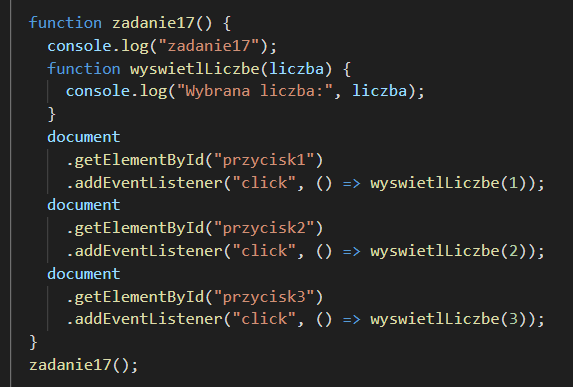 function zadanie17() {
  console.log("zadanie17");
  function wyswietlLiczbe(liczba) {
    console.log("Wybrana liczba:", liczba);
  }
  document
    .getElementById("przycisk1")
    .addEventListener("click", () => wyswietlLiczbe(1));
  document
    .getElementById("przycisk2")
    .addEventListener("click", () => wyswietlLiczbe(2));
  document
    .getElementById("przycisk3")
    .addEventListener("click", () => wyswietlLiczbe(3));
}
zadanie17();